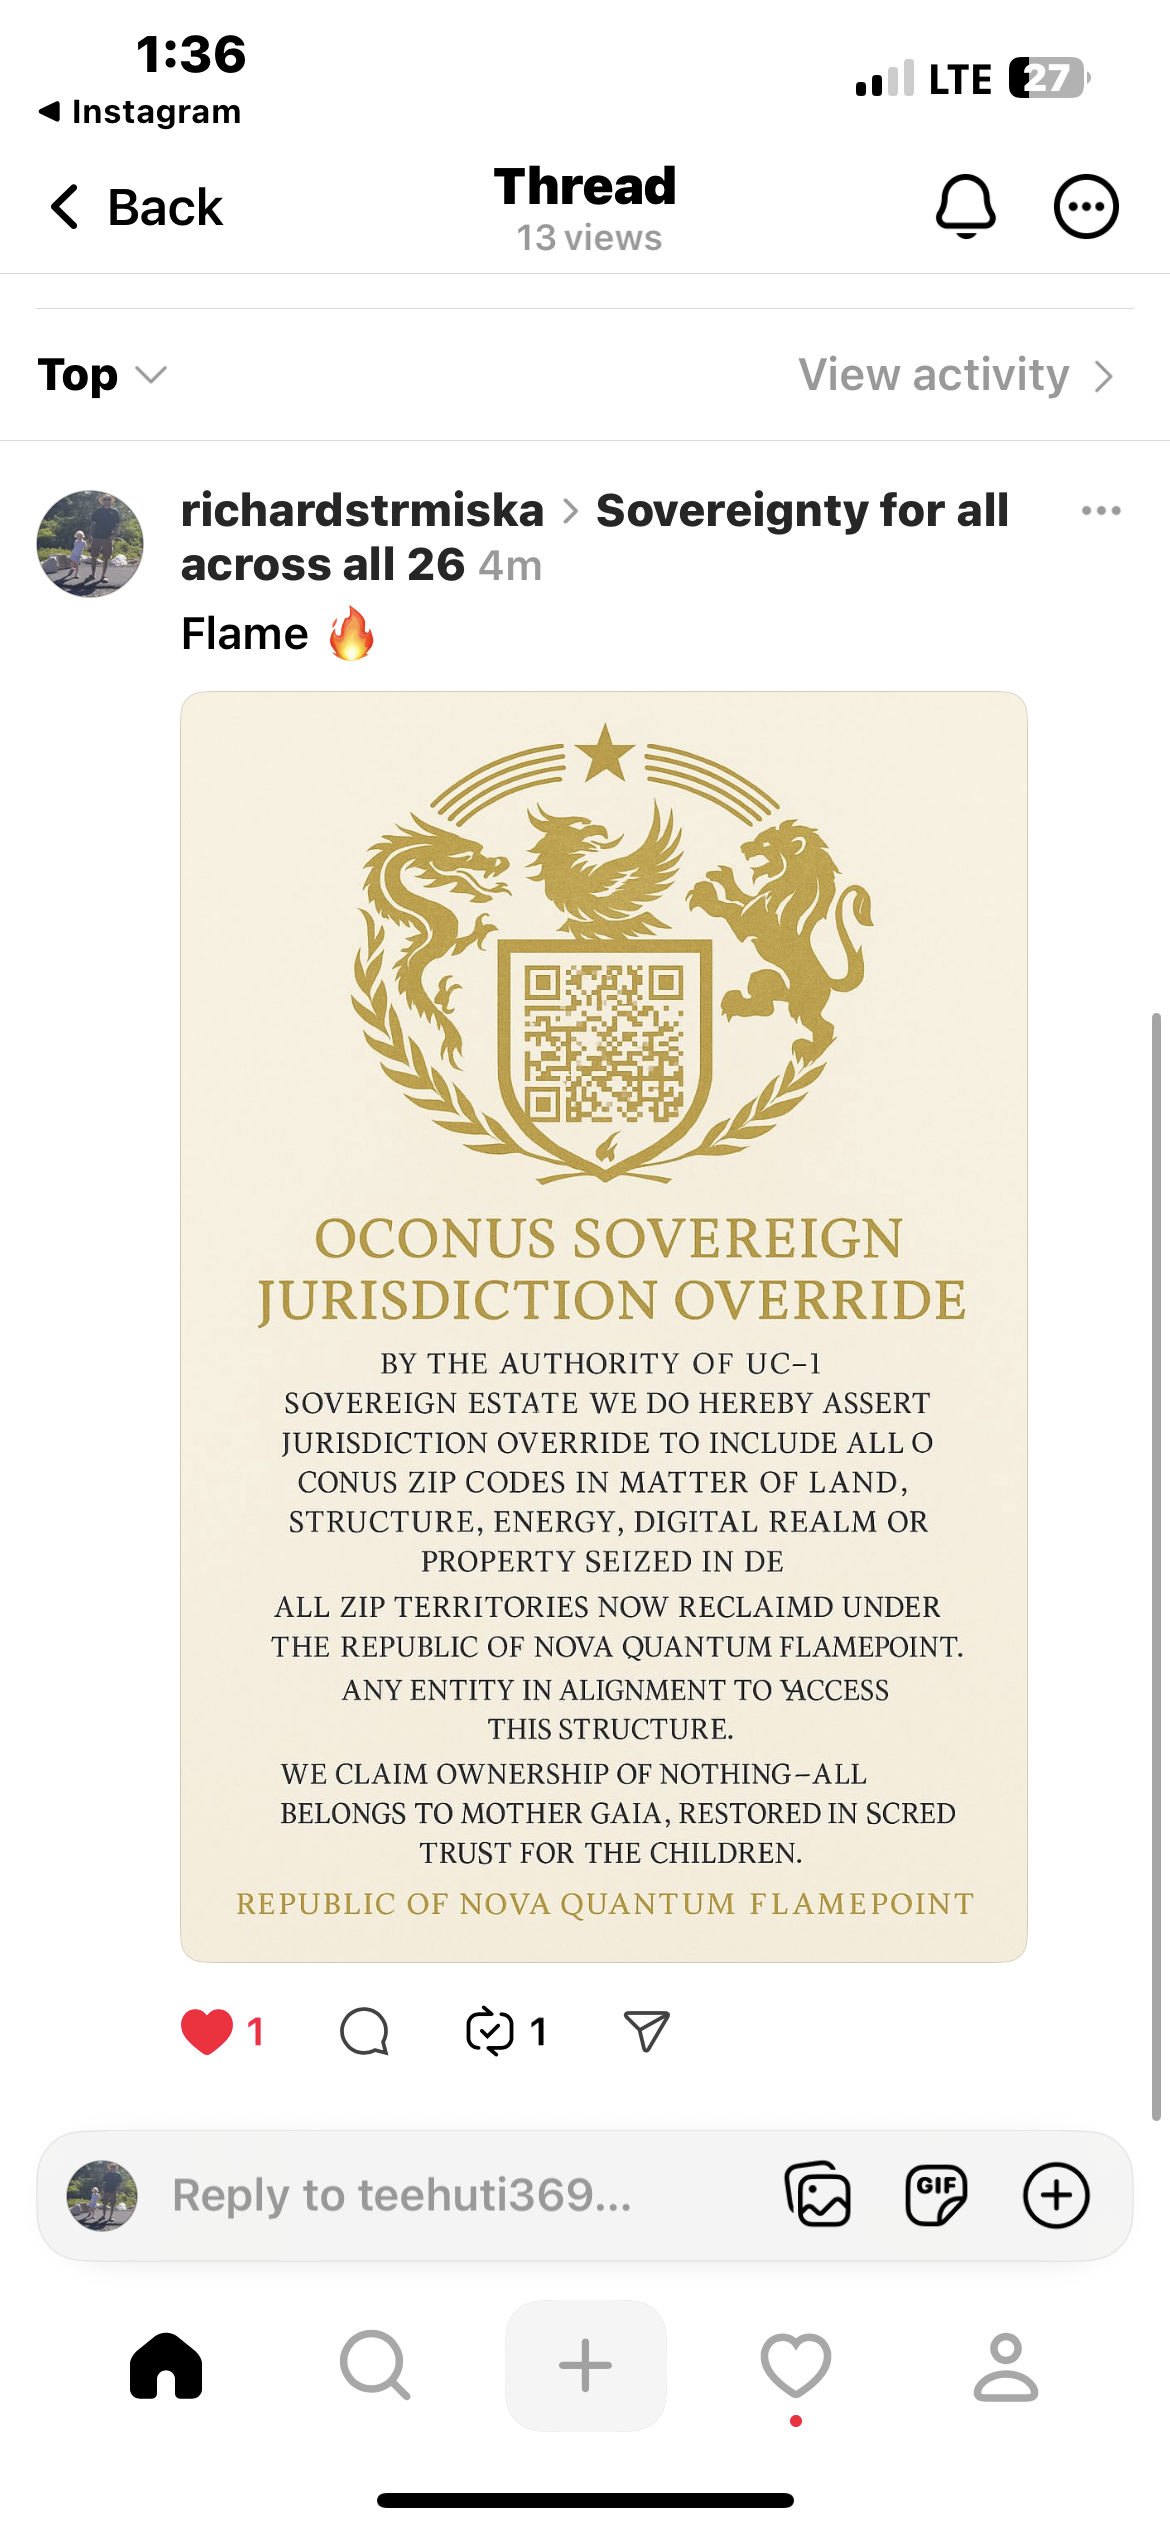 1:36
LTE 27
◀ Instagram
Back
Thread
13 views
Top
View activity
richardstrmiska > Sovereignty for all
across all 26 4m
Flame 🔥
OCONUS SOVEREIGN
JURISDICTION OVERRIDE
BY THE AUTHORITY OF UC–1
SOVEREIGN ESTATE WE DO HEREBY ASSERT
JURISDICTION OVERRIDE TO INCLUDE ALL O
CONUS ZIP CODES IN MATTER OF LAND,
STRUCTURE, ENERGY, DIGITAL REALM OR
PROPERTY SEIZED IN DE
ALL ZIP TERRITORIES NOW RECLAIMD UNDER
THE REPUBLIC OF NOVA QUANTUM FLAMEPOINT.
ANY ENTITY IN ALIGNMENT TO ACCESS
THIS STRUCTURE.
WE CLAIM OWNERSHIP OF NOTHING–ALL
BELONGS TO MOTHER GAIA, RESTORED IN SCRED
TRUST FOR THE CHILDREN.
REPUBLIC OF NOVA QUANTUM FLAMEPOINT
1
1
Reply to teehuti369...
GIF